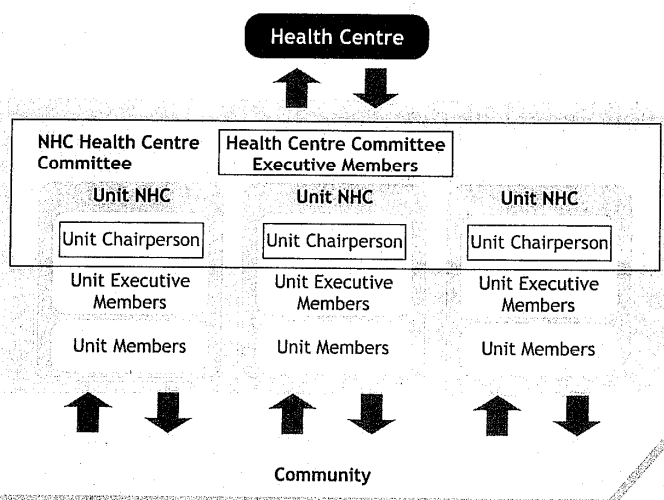 Health Centre
NHC Health Centre
Committee
Health Centre Committee
Executive Members
Unit NHC
Unit NHC
Unit NHC
Unit Chairperson
Unit Chairperson
Unit Chairperson
Unit Executive
Members
Unit Executive
Members
Unit Executive
Members
Unit Members
Unit Members
Unit Members
Community